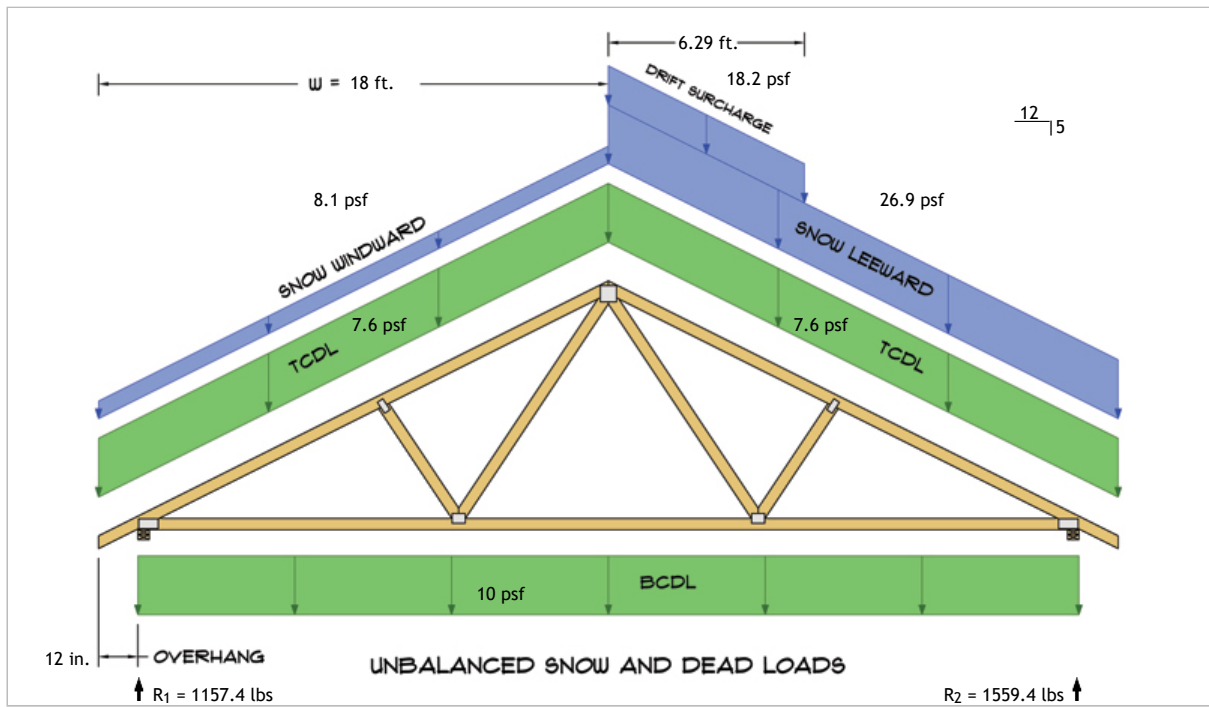 6.29 ft.
DRIFT SURCHARGE
18.2 psf
W = 18 ft.
12
5
8.1 psf
26.9 psf
SNOW WINDWARD
SNOW LEEWARD
7.6 psf
7.6 psf
TCDL
TCDL
BCDL
10 psf
12 in.
OVERHANG
UNBALANCED SNOW AND DEAD LOADS
R1 = 1157.4 lbs
R2 = 1559.4 lbs